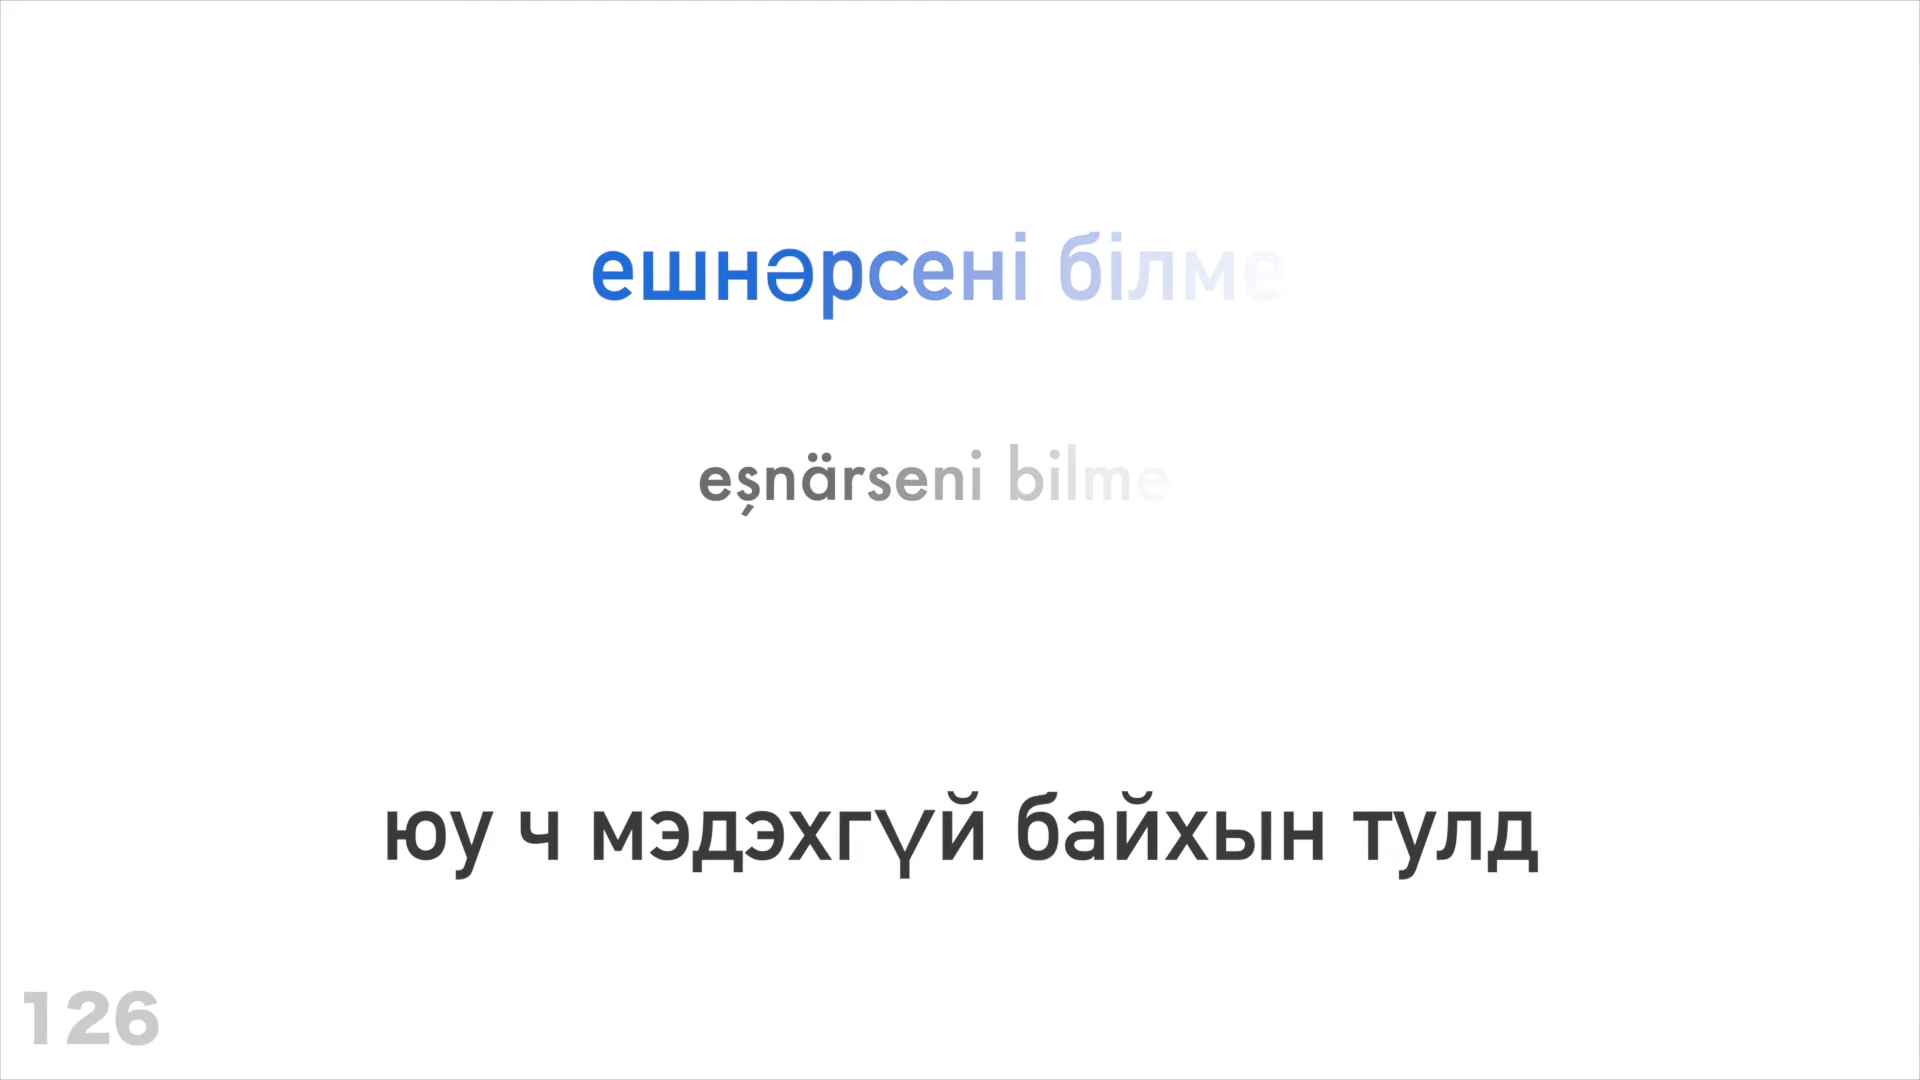 ешнәрсені білме
eşnärseni bilme
юу ч мэдэхгүй байхын тулд
126